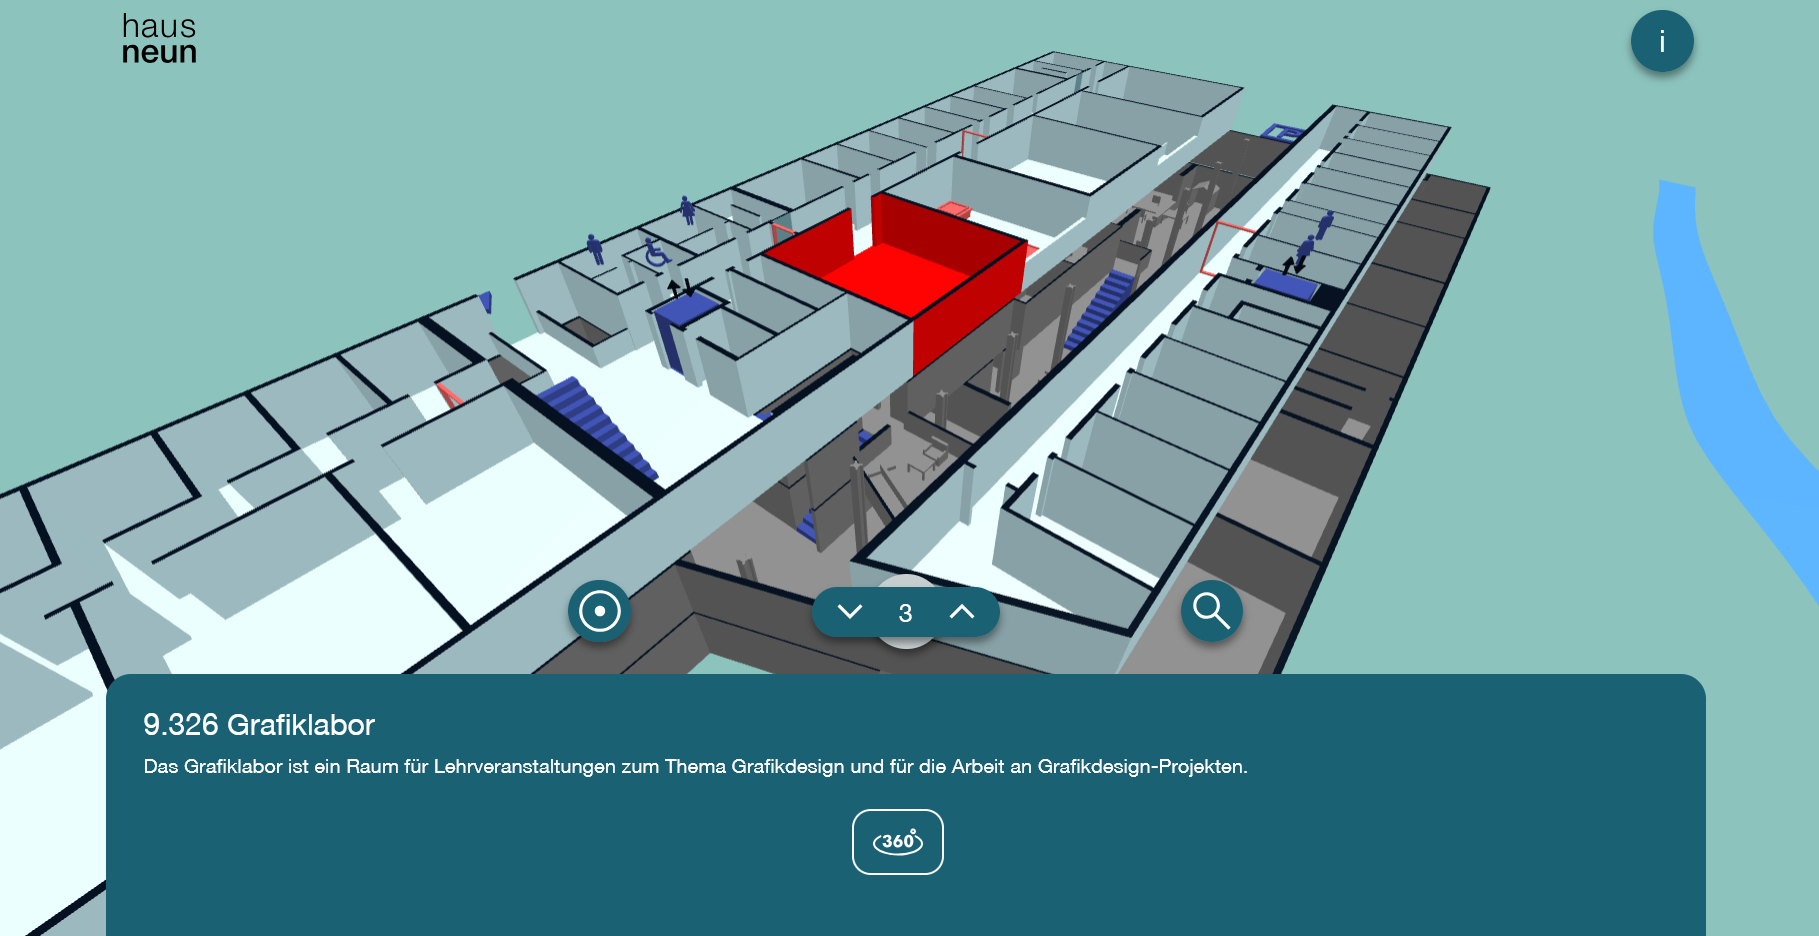 haus
neun
i
3
9.326 Grafiklabor
Das Grafiklabor ist ein Raum für Lehrveranstaltungen zum Thema Grafikdesign und für die Arbeit an Grafikdesign-Projekten.
360°